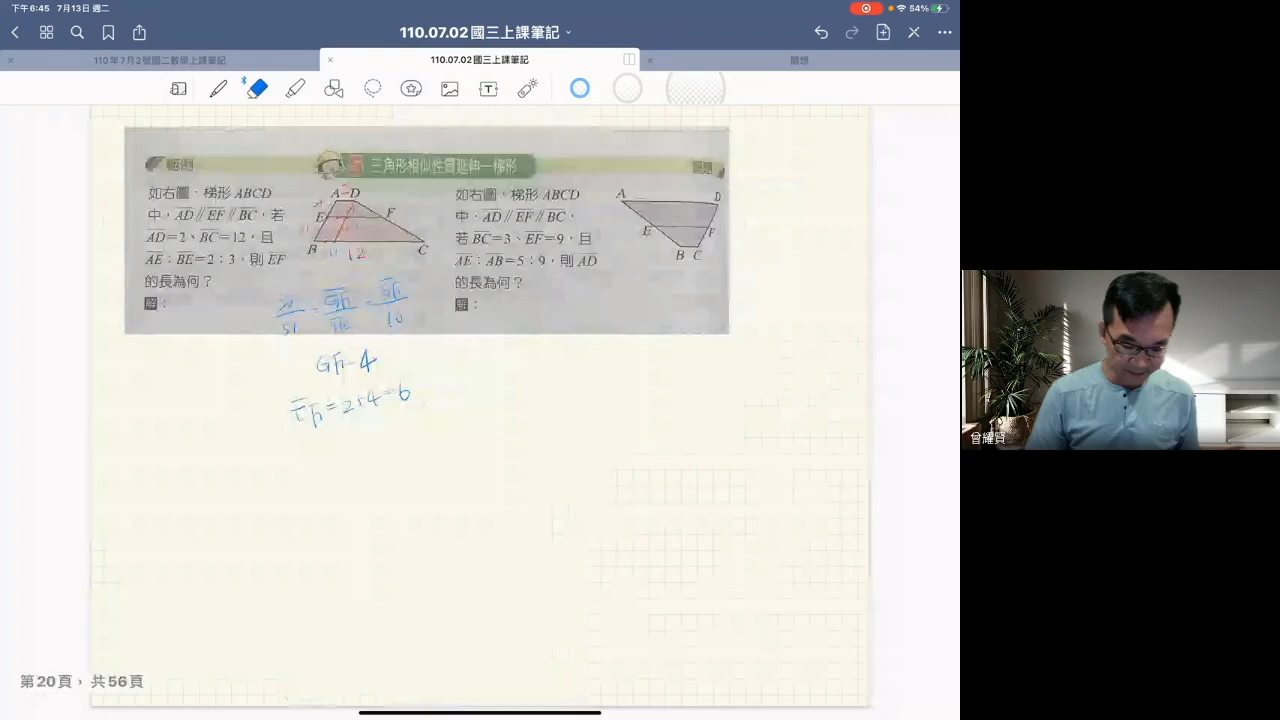 下午6:45 7月13日 週二
54%
110.07.02國三上課筆記
110年7月2號國二數學上課筆記
110.07.02國三上課筆記
隨想
三角形相似性質延伸—梯形
如右圖,梯形ABCD
中,AD∥EF∥BC,若
AD=2、BC=12,且
AE:BE=2:3,則EF
的長為何?
解:
A D
E F
B 12 C
GF=4
EF=2+4=6
如右圖,梯形ABCD
中,AD∥EF∥BC,
若BC=3、EF=9,且
AE:AB=5:9,則AD
的長為何?
解:
A D
E F
B C
曾耀賢
第20頁,共56頁